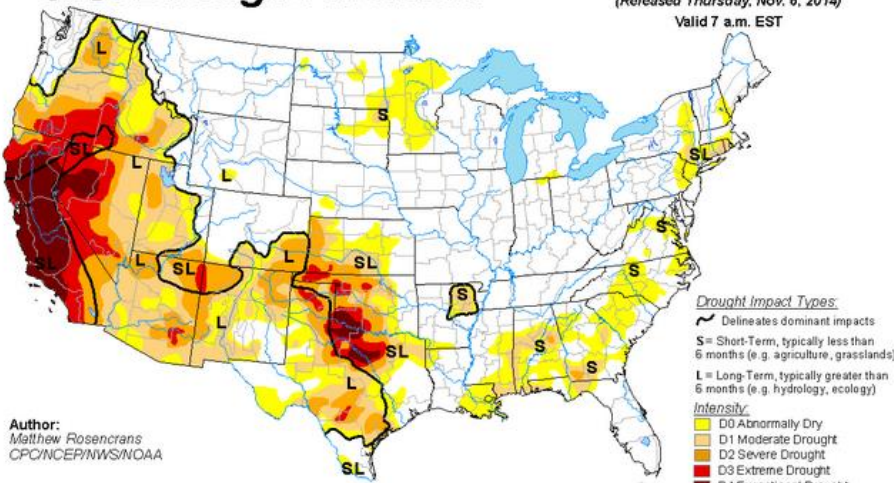 (Released Thursday, Nov. 6, 2014)
Valid 7 a.m. EST
L
S
SL
SL
L
L
S
SL
L
SL
L
SL
S
S
L
SL
S
L
S
SL
Drought Impact Types:
Delineates dominant impacts
S = Short-Term, typically less than
6 months (e.g. agriculture, grasslands)
L = Long-Term, typically greater than
6 months (e.g. hydrology, ecology)
Intensity:
D0 Abnormally Dry
D1 Moderate Drought
D2 Severe Drought
D3 Extreme Drought
D4 Exceptional Drought
Author:
Matthew Rosencrans
CPC/NCEP/NWS/NOAA